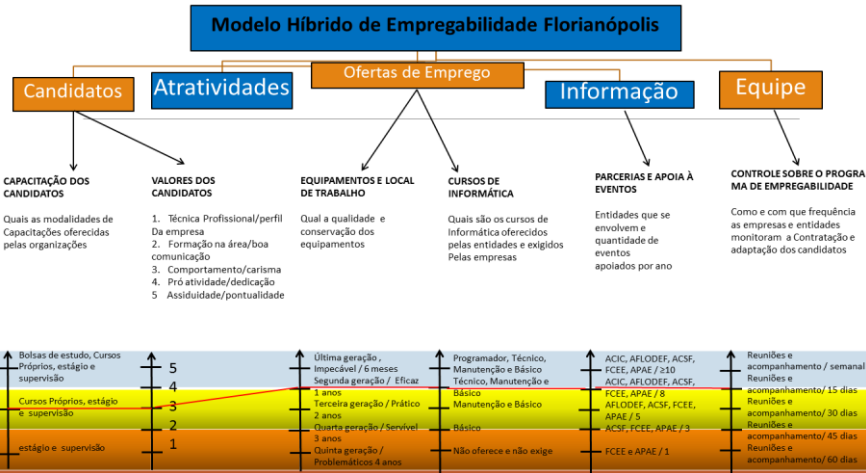 Modelo Híbrido de Empregabilidade Florianópolis
Candidatos
Atratividades
Ofertas de Emprego
Informação
Equipe
CAPACITAÇÃO DOS
CANDIDATOS
Quais as modalidades de
Capacitações oferecidas
pelas organizações
VALORES DOS
CANDIDATOS
1. Técnica Profissional/perfil
Da empresa
2. Formação na área/boa
comunicação
3. Comportamento/carisma
4. Pró atividade/dedicação
5 Assiduidade/pontualidade
EQUIPAMENTOS E LOCAL
DE TRABALHO
Qual a qualidade e
conservação dos
equipamentos
CURSOS DE
INFORMÁTICA
Quais são os cursos de
Informática oferecidos
pelas entidades e exigidos
Pelas empresas
PARCERIAS E APOIA À
EVENTOS
Entidades que se
envolvem e
quantidade de
eventos
apoiados por ano
CONTROLE SOBRE O PROGRA
MA DE EMPREGABILIDADE
Como e com que frequência
as empresas e entidades
monitoram a Contratação e
adaptação dos candidatos
Bolsas de estudo, Cursos
Próprios, estágio e
supervisão
Cursos Próprios, estágio
e supervisão
estágio e supervisão
5
4
3
2
1
Última geração ,
Impecável / 6 meses
Segunda geração / Eficaz
1 anos
Terceira geração / Prático
2 anos
Quarta geração / Servível
3 anos
Quinta geração /
Problemáticos 4 anos
Programador, Técnico,
Manutenção e Básico
Técnico, Manutenção e
Básico
Manutenção e Básico
Básico
Não oferece e não exige
ACIC, AFLODEF, ACSF,
FCEE, APAE / ≥10
ACIC, AFLODEF, ACSF,
FCEE, APAE / 8
AFLODEF, ACSF, FCEE,
APAE / 5
ACSF, FCEE, APAE / 3
FCEE e APAE / 1
Reuniões e
acompanhamento / semanal
Reuniões e
acompanhamento / 15 dias
Reuniões e
acompanhamento/ 30 dias
Reuniões e
acompanhamento/ 45 dias
Reuniões e
acompanhamento/ 60 dias